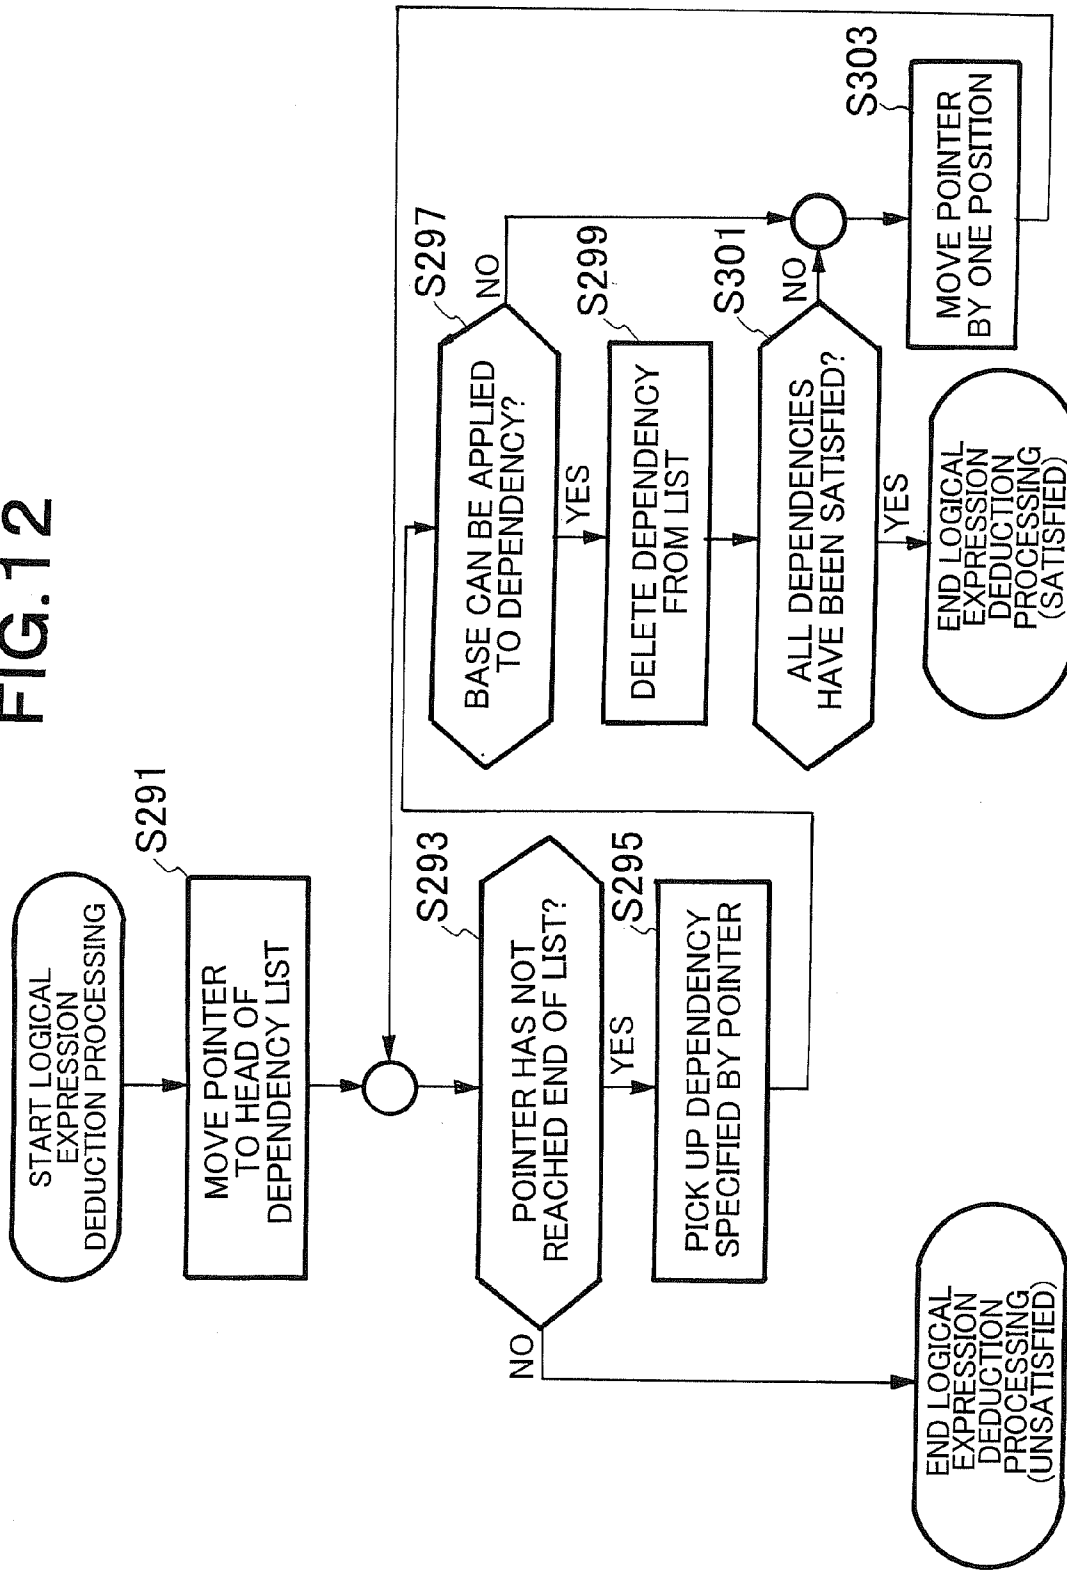 FIG. 12
START LOGICAL
EXPRESSION
DEDUCTION PROCESSING
S291
MOVE POINTER
TO HEAD OF
DEPENDENCY LIST
S293
POINTER HAS NOT
REACHED END OF LIST?
NO
YES
S295
PICK UP DEPENDENCY
SPECIFIED BY POINTER
END LOGICAL
EXPRESSION
DEDUCTION
PROCESSING
(UNSATISFIED)
S297
BASE CAN BE APPLIED
TO DEPENDENCY?
NO
YES
S299
DELETE DEPENDENCY
FROM LIST
S301
ALL DEPENDENCIES
HAVE BEEN SATISFIED?
NO
YES
S303
MOVE POINTER
BY ONE POSITION
END LOGICAL
EXPRESSION
DEDUCTION
PROCESSING
(SATISFIED)